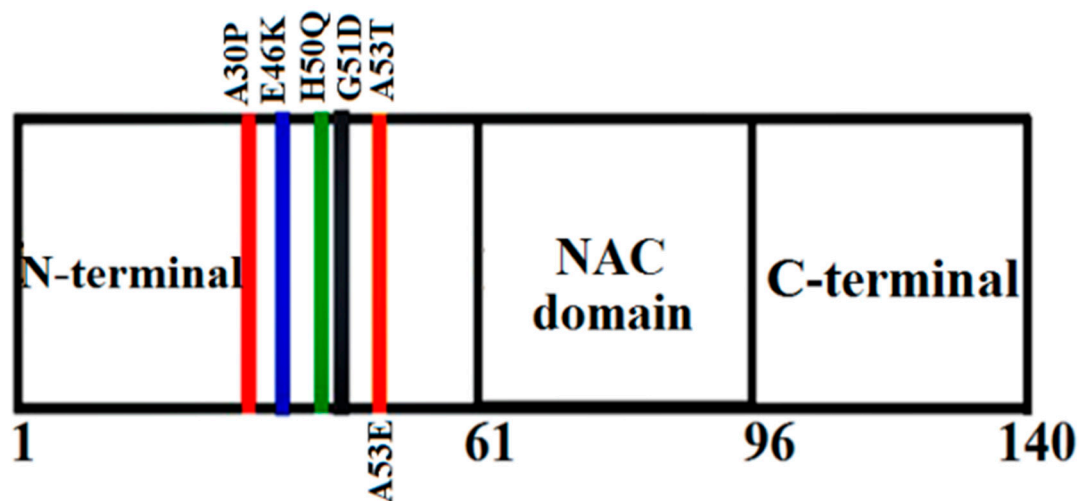 A30P
E46K
H50Q
G51D
A53T
N-terminal
NAC
domain
C-terminal
1
61
96
140
A53E